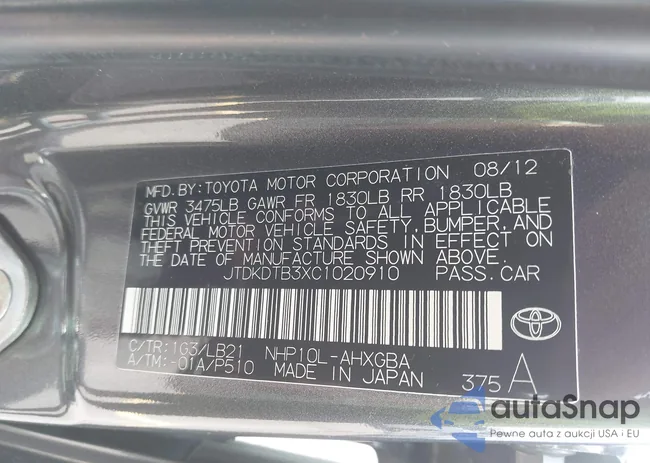 MFD. BY: TOYOTA MOTOR CORPORATION 08/12
GVWR 3475LB GAWR FR 1830LB RR 1830LB
THIS VEHICLE CONFORMS TO ALL APPLICABLE
FEDERAL MOTOR VEHICLE SAFETY, BUMPER, AND
THEFT PREVENTION STANDARDS IN EFFECT ON
THE DATE OF MANUFACTURE SHOWN ABOVE.
JTDKDTB3XC1020910 PASS. CAR
C/TR: 1G3/LB21 NHP10L-AHXGBA
A/TM: -01A/P510 MADE IN JAPAN 375 A
autaSnap
Pewne auta z aukcji USA i EU